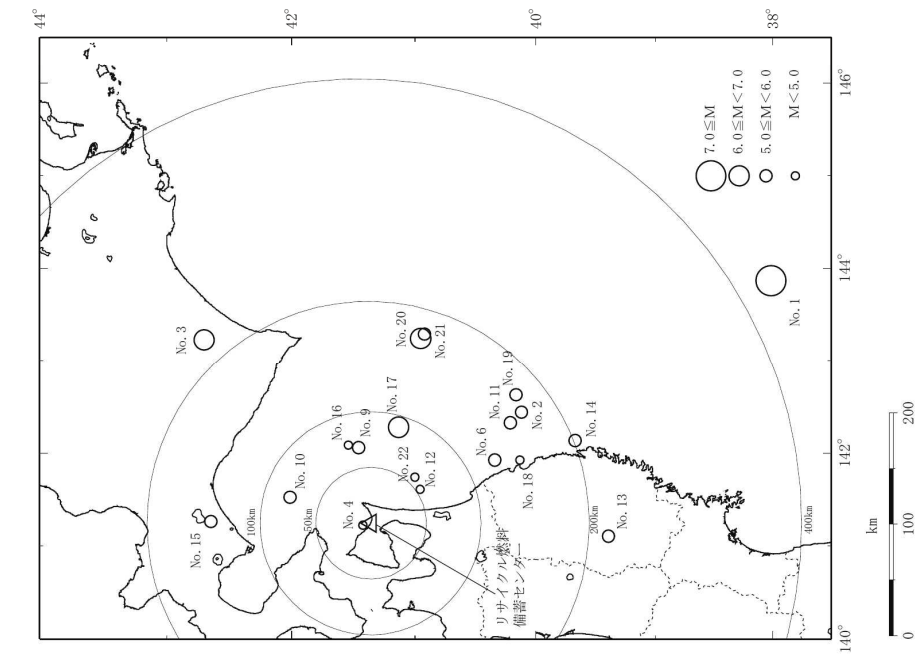 44°
42°
40°
38°
146°
144°
142°
140°
7.0≦M
6.0≦M<7.0
5.0≦M<6.0
M<5.0
No. 3
No. 20
No. 21
No. 1
No. 19
No. 11
No. 2
No. 14
No. 17
No. 16
No. 9
No. 22
No. 12
No. 6
No. 18
No. 13
No. 10
No. 4
No. 15
50km
100km
200km
400km
リサイクル燃料
備蓄センター
km
0
100
200